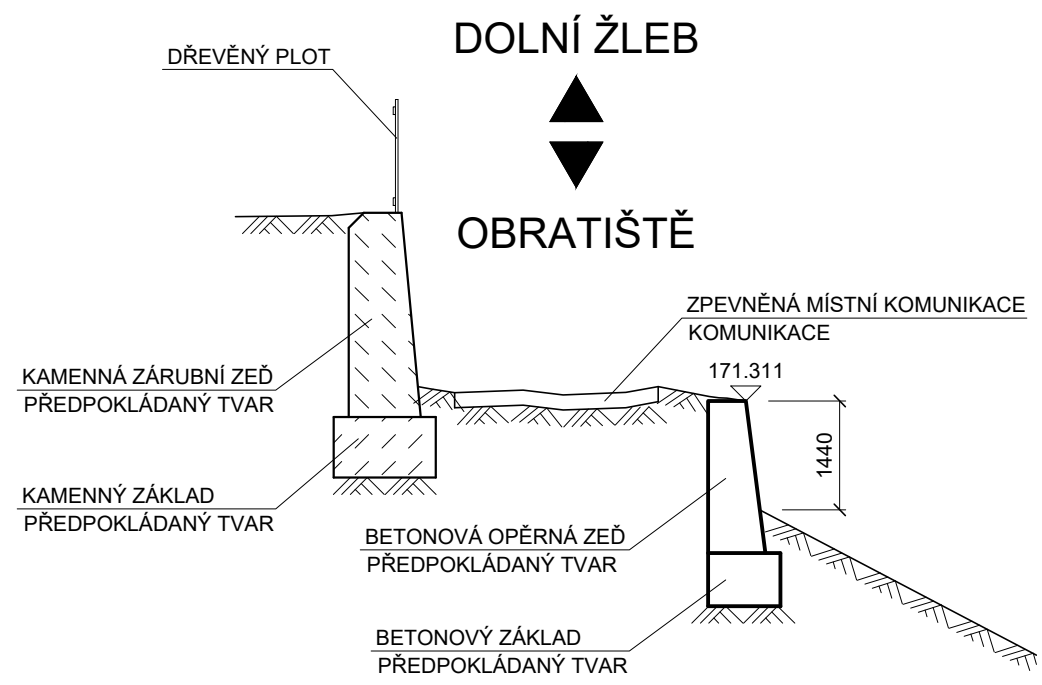 DOLNÍ ŽLEB
DŘEVĚNÝ PLOT
OBRATIŠTĚ
ZPEVNĚNÁ MÍSTNÍ KOMUNIKACE
KOMUNIKACE
171.311
KAMENNÁ ZÁRUBNÍ ZEĎ
PŘEDPOKLÁDANÝ TVAR
1440
KAMENNÝ ZÁKLAD
PŘEDPOKLÁDANÝ TVAR
BETONOVÁ OPĚRNÁ ZEĎ
PŘEDPOKLÁDANÝ TVAR
BETONOVÝ ZÁKLAD
PŘEDPOKLÁDANÝ TVAR